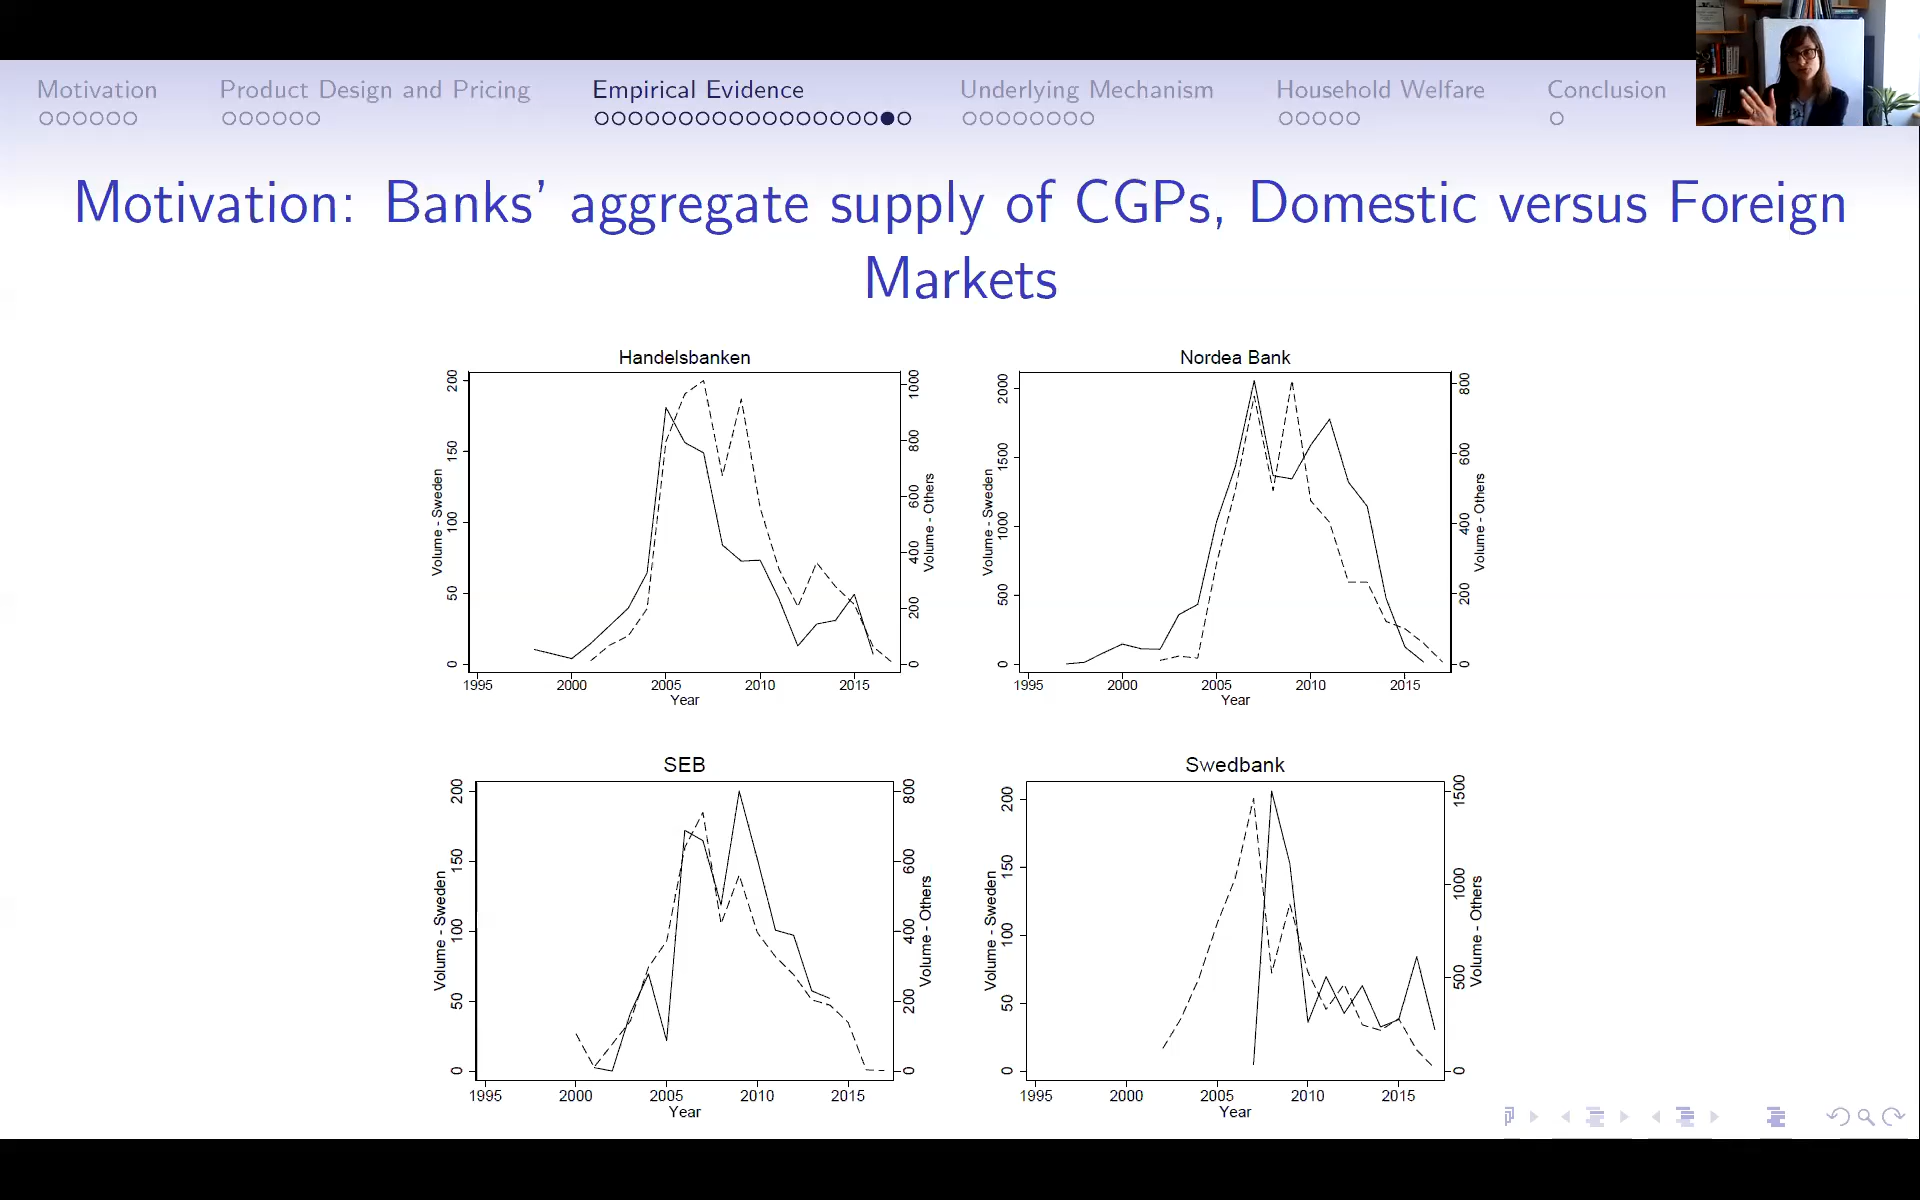 Motivation
Product Design and Pricing
Empirical Evidence
Underlying Mechanism
Household Welfare
Conclusion
Motivation: Banks' aggregate supply of CGPs, Domestic versus Foreign
Markets
Handelsbanken
Volume - Sweden
0 50 100 150 200
Volume - Others
0 200 400 600 800 1000
1995 2000 2005 2010 2015
Year
Nordea Bank
Volume - Sweden
0 500 1000 1500 2000
Volume - Others
0 200 400 600 800
1995 2000 2005 2010 2015
Year
SEB
Volume - Sweden
0 50 100 150 200
Volume - Others
0 200 400 600 800
1995 2000 2005 2010 2015
Year
Swedbank
Volume - Sweden
0 50 100 150 200
Volume - Others
0 500 1000 1500
1995 2000 2005 2010 2015
Year